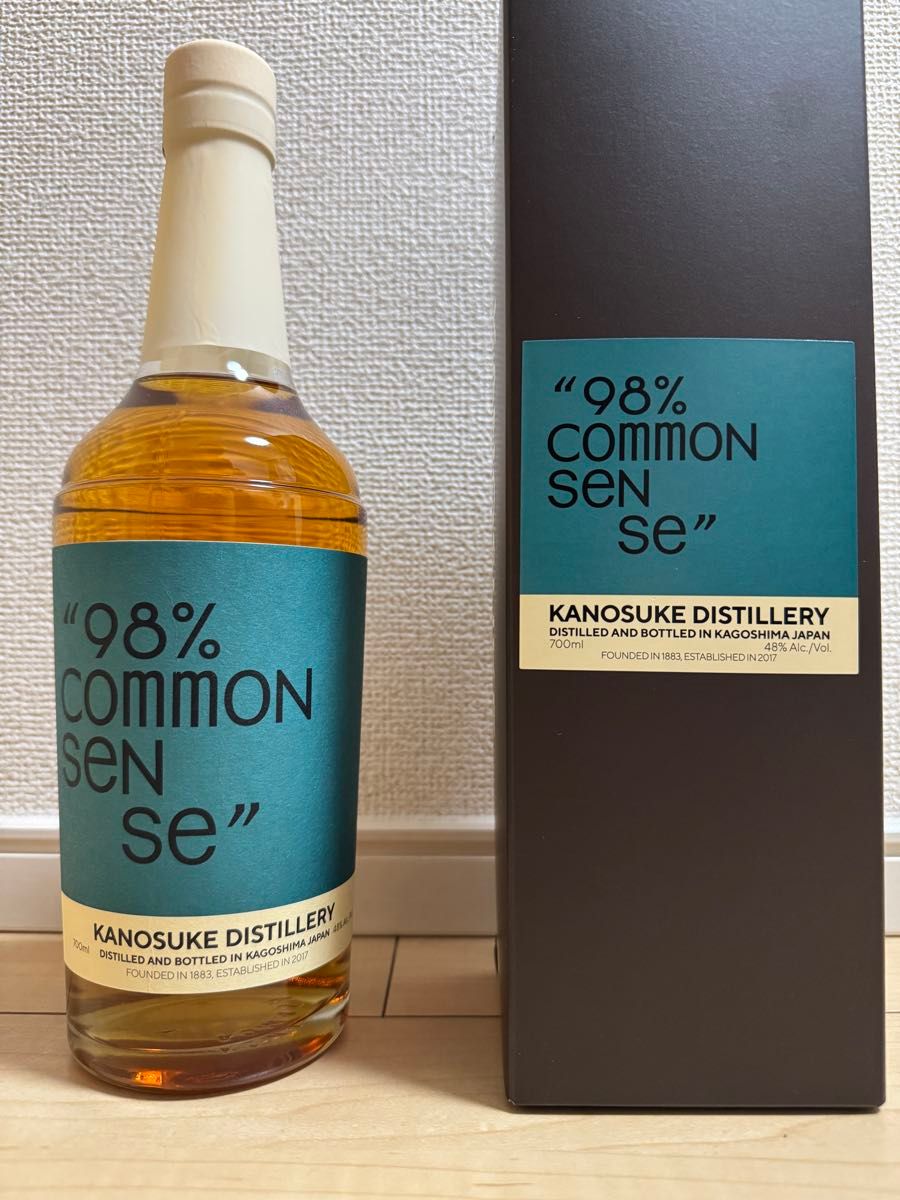 “98%
COMMON
SEN
se”
KANOSUKE DISTILLERY
DISTILLED AND BOTTLED IN KAGOSHIMA JAPAN
700ml
FOUNDED IN 1883, ESTABLISHED IN 2017
“98%
COMMON
SEN
se”
KANOSUKE DISTILLERY
DISTILLED AND BOTTLED IN KAGOSHIMA JAPAN
700ml 48% Alc./Vol.
FOUNDED IN 1883, ESTABLISHED IN 2017